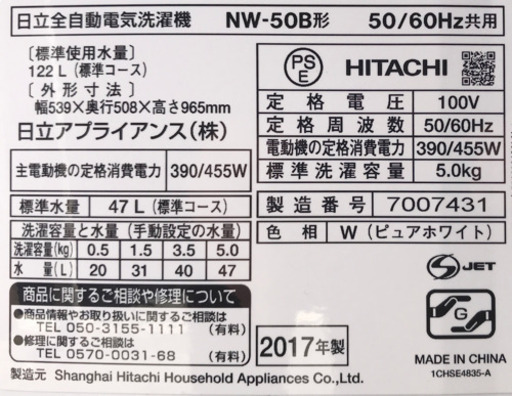 日立全自動電気洗濯機 NW-50B形 50/60Hz共用
〔標準使用水量〕
122L（標準コース）
〔外形寸法〕
幅539×奥行508×高さ965mm
日立アプライアンス（株）
主電動機の定格消費電力 390/455W
標準水量 47L（標準コース）
洗濯容量と水量（手動設定の水量）
洗濯容量(kg) 0.5 1.5 3.5 5.0
水量(L) 20 31 40 47
商品に関するご相談や修理について
●商品情報やお取り扱いに関するご相談は
TEL 050-3155-1111（有料）
●修理に関するご相談は
TEL 0570-0031-68（有料）
PSE HITACHI
定格電圧 100V
定格周波数 50/60Hz
電動機の定格消費電力 390/455W
標準洗濯容量 5.0kg
製造番号 7007431
色相 W（ピュアホワイト）
S JET
G
2017年製
MADE IN CHINA
1CHSE4835-A
製造元 Shanghai Hitachi Household Appliances Co.,Ltd.